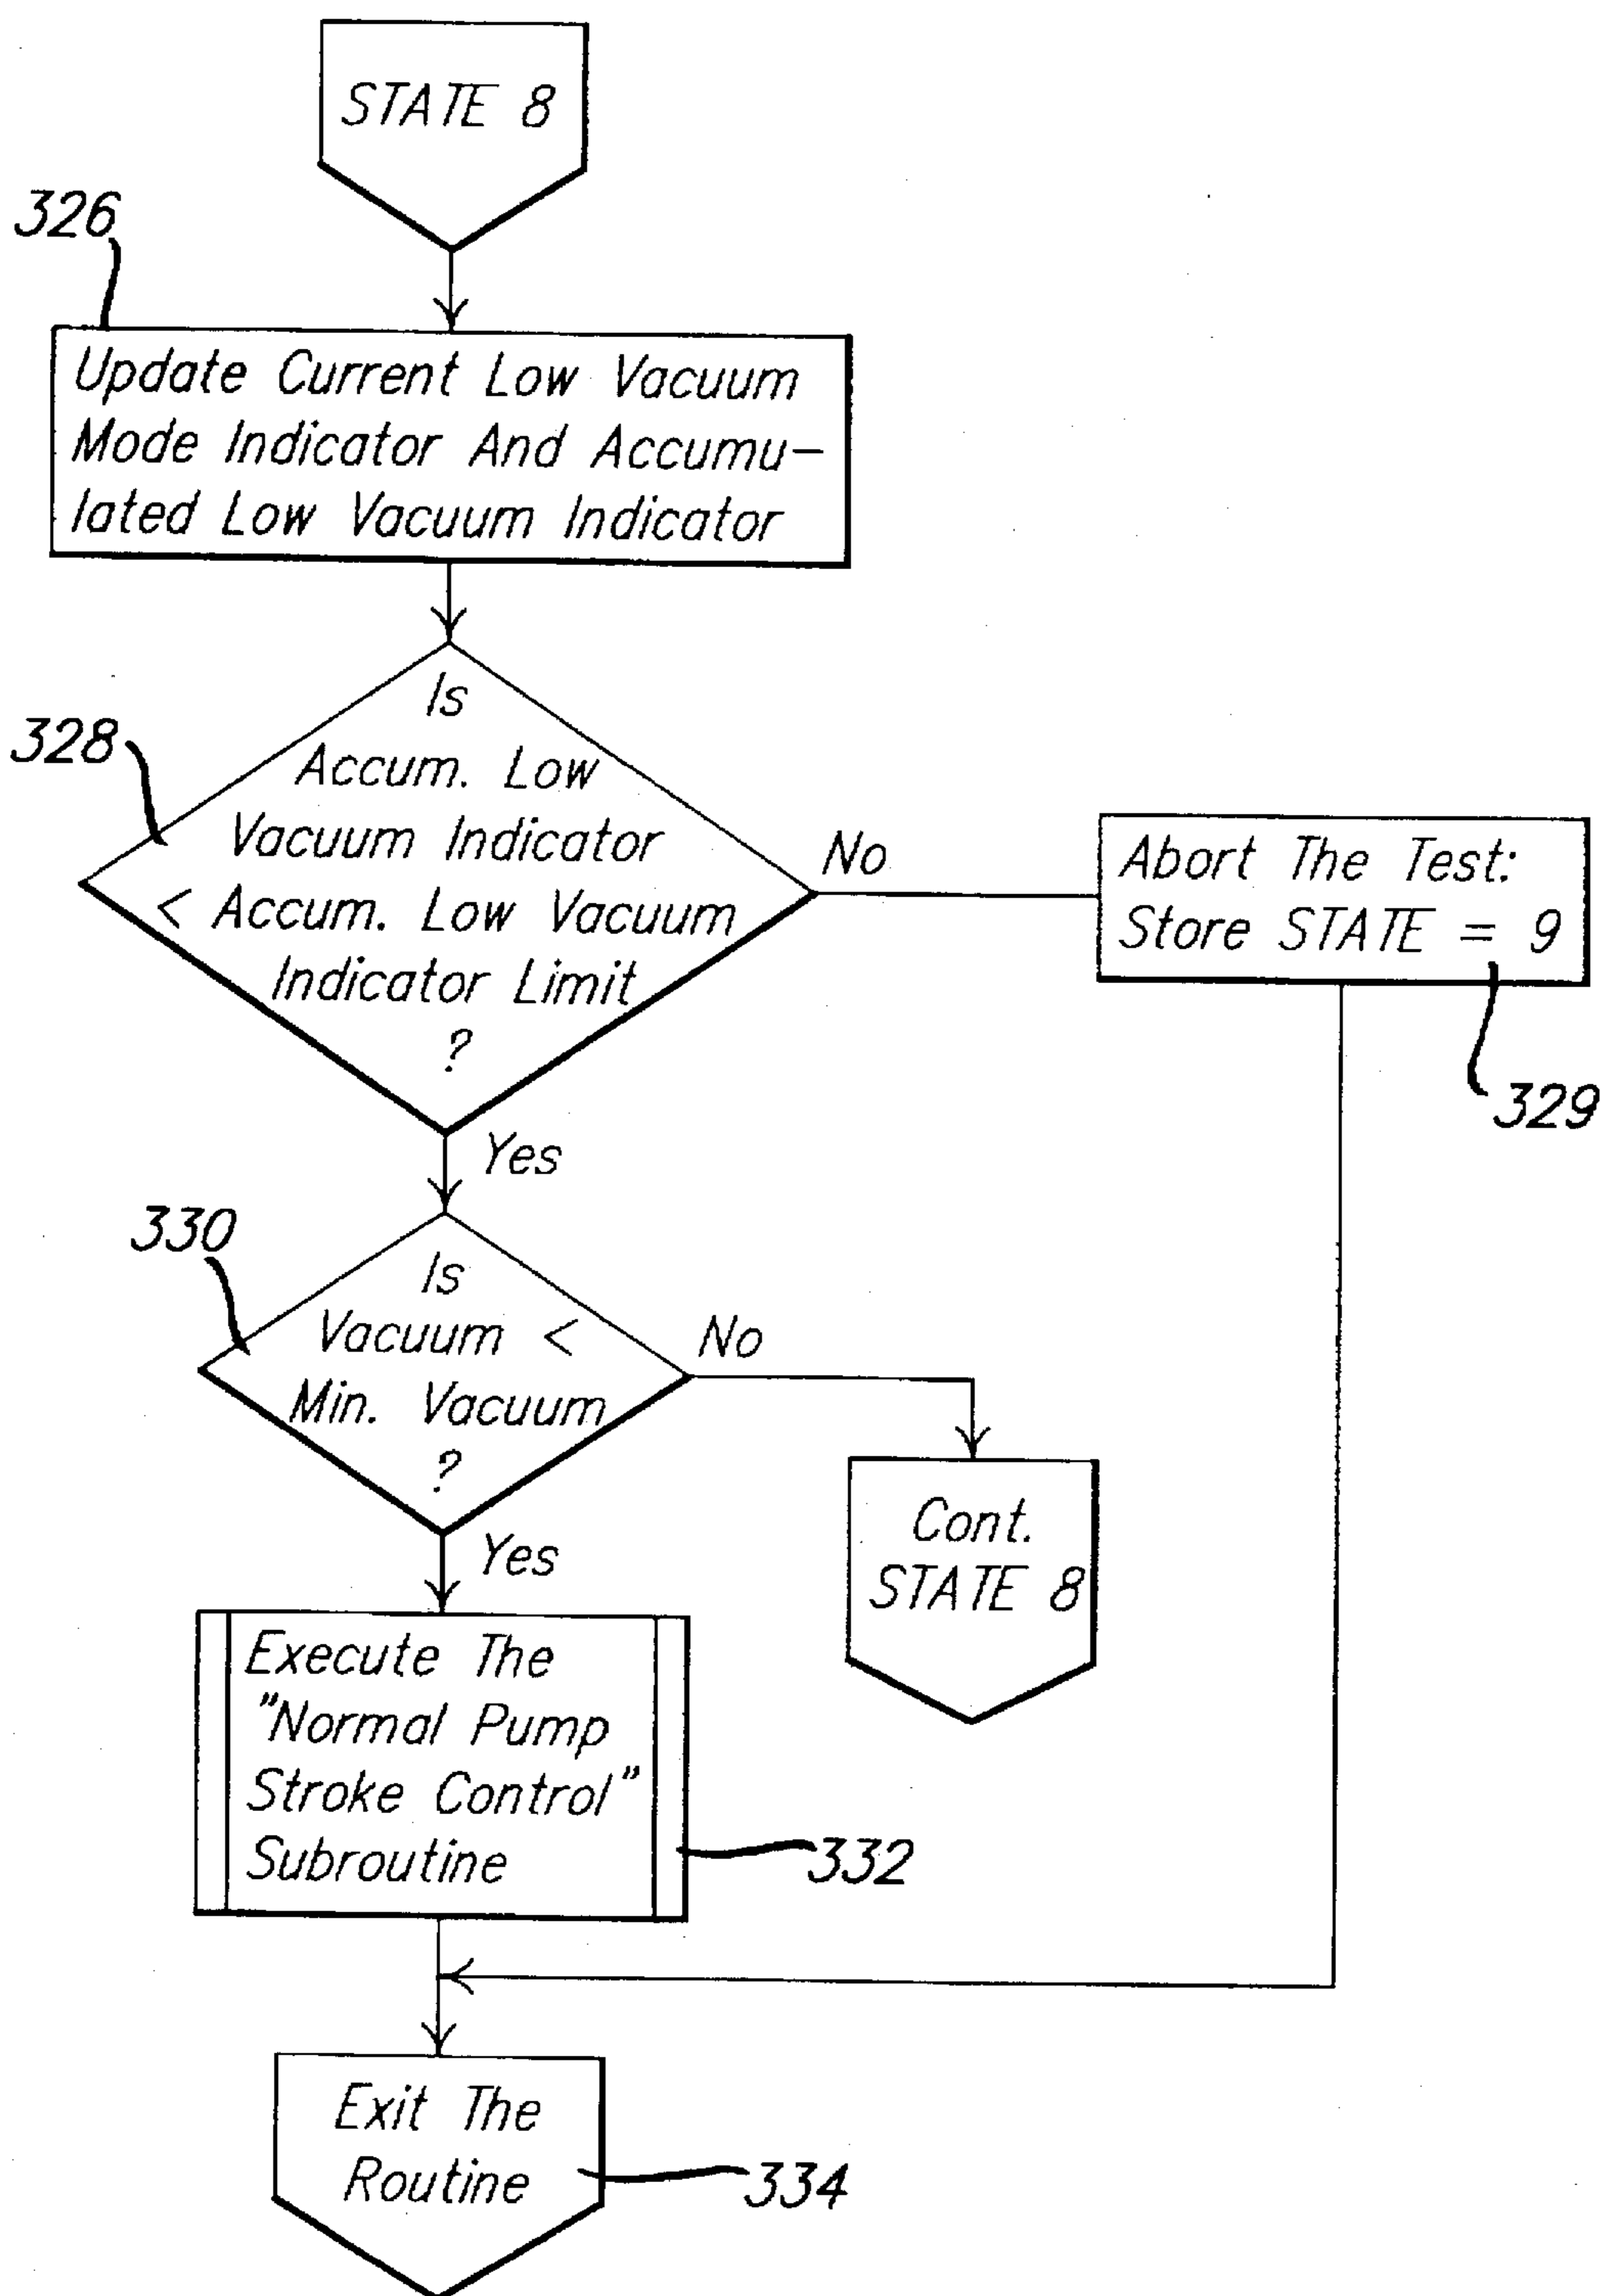 STATE 8
326
Update Current Low Vacuum
Mode Indicator And Accumu-
lated Low Vacuum Indicator
328
Is
Accum. Low
Vacuum Indicator
< Accum. Low Vacuum
Indicator Limit
?
No
Abort The Test:
Store STATE = 9
329
Yes
330
Is
Vacuum <
Min. Vacuum
?
No
Cont.
STATE 8
Yes
Execute The
"Normal Pump
Stroke Control"
Subroutine
332
Exit The
Routine
334